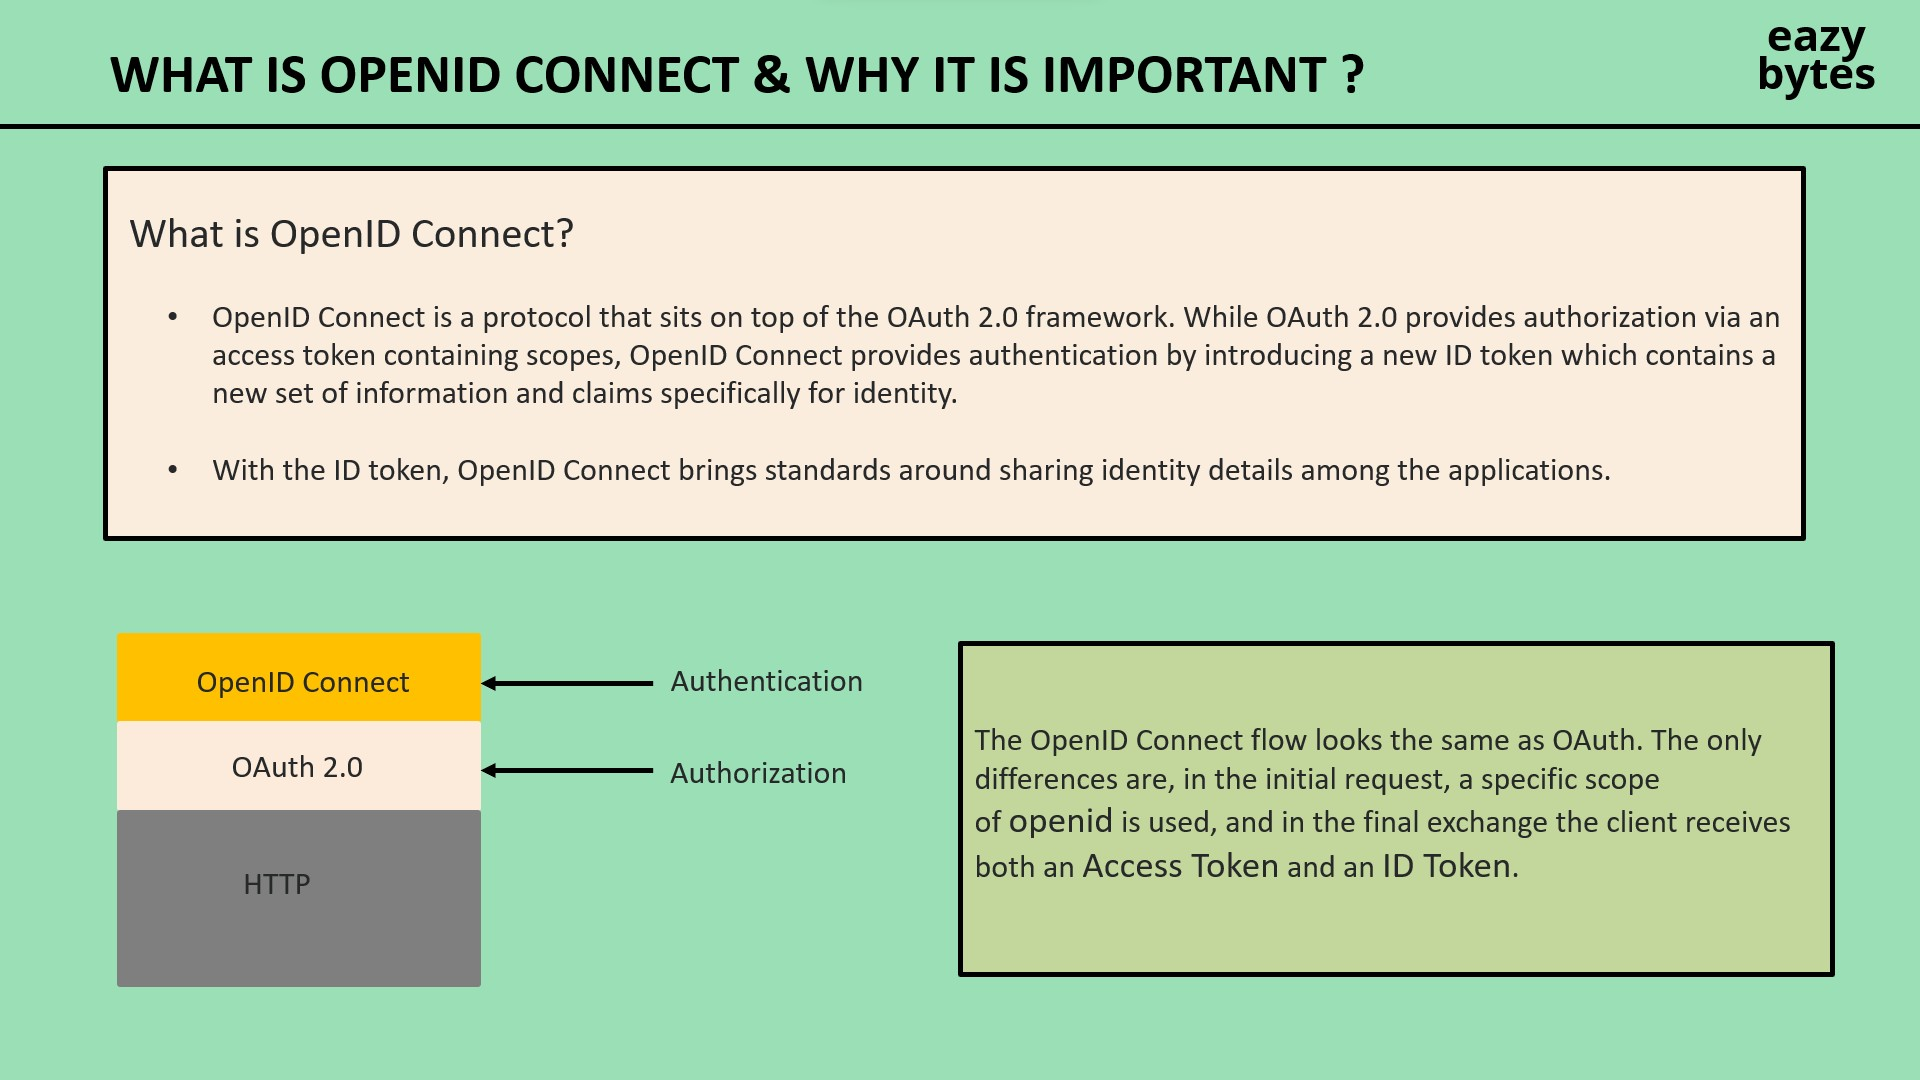 WHAT IS OPENID CONNECT & WHY IT IS IMPORTANT ?
eazy
bytes
What is OpenID Connect?
• OpenID Connect is a protocol that sits on top of the OAuth 2.0 framework. While OAuth 2.0 provides authorization via an
access token containing scopes, OpenID Connect provides authentication by introducing a new ID token which contains a
new set of information and claims specifically for identity.
• With the ID token, OpenID Connect brings standards around sharing identity details among the applications.
OpenID Connect
Authentication
OAuth 2.0
Authorization
HTTP
The OpenID Connect flow looks the same as OAuth. The only
differences are, in the initial request, a specific scope
of openid is used, and in the final exchange the client receives
both an Access Token and an ID Token.